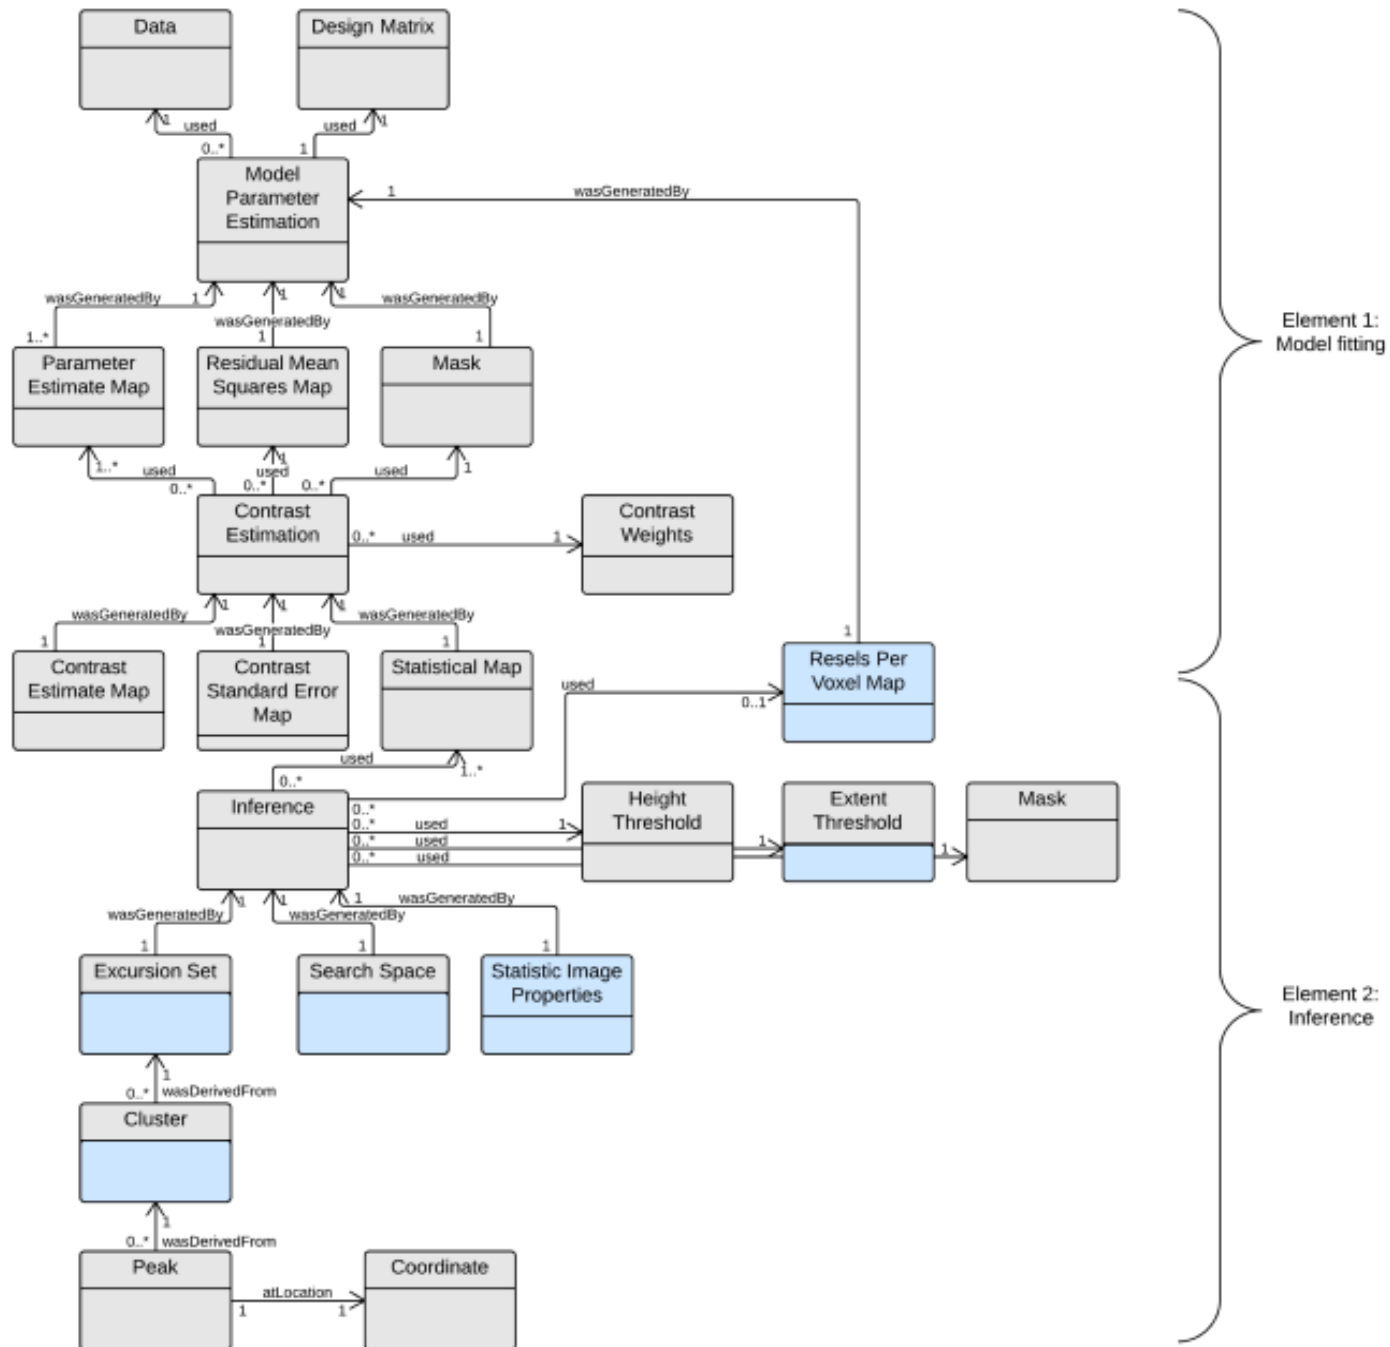 Data
Design Matrix
1
used
0..*
used
1
1
Model
Parameter
Estimation
1
wasGeneratedBy
wasGeneratedBy
1
1
wasGeneratedBy
1
wasGeneratedBy
1..*
1
1
Element 1:
Model fitting
Parameter
Estimate Map
Residual Mean
Squares Map
Mask
1..*
used
0..*
1
used
0..*
used
0..*
1
Contrast
Estimation
0..*
used
1
Contrast
Weights
wasGeneratedBy
1
1
wasGeneratedBy
1
wasGeneratedBy
1
1
1
1
Contrast
Estimate Map
Contrast
Standard Error
Map
Statistical Map
Resels Per
Voxel Map
used
0..1
used
0..*
1..*
Inference
0..*
0..*
used
1
0..*
used
1
0..*
used
1
Height
Threshold
Extent
Threshold
Mask
wasGeneratedBy
1
1
wasGeneratedBy
1
wasGeneratedBy
1
1
1
Excursion Set
Search Space
Statistic Image
Properties
Element 2:
Inference
1
0..*
wasDerivedFrom
Cluster
1
0..*
wasDerivedFrom
Peak
atLocation
1
1
Coordinate